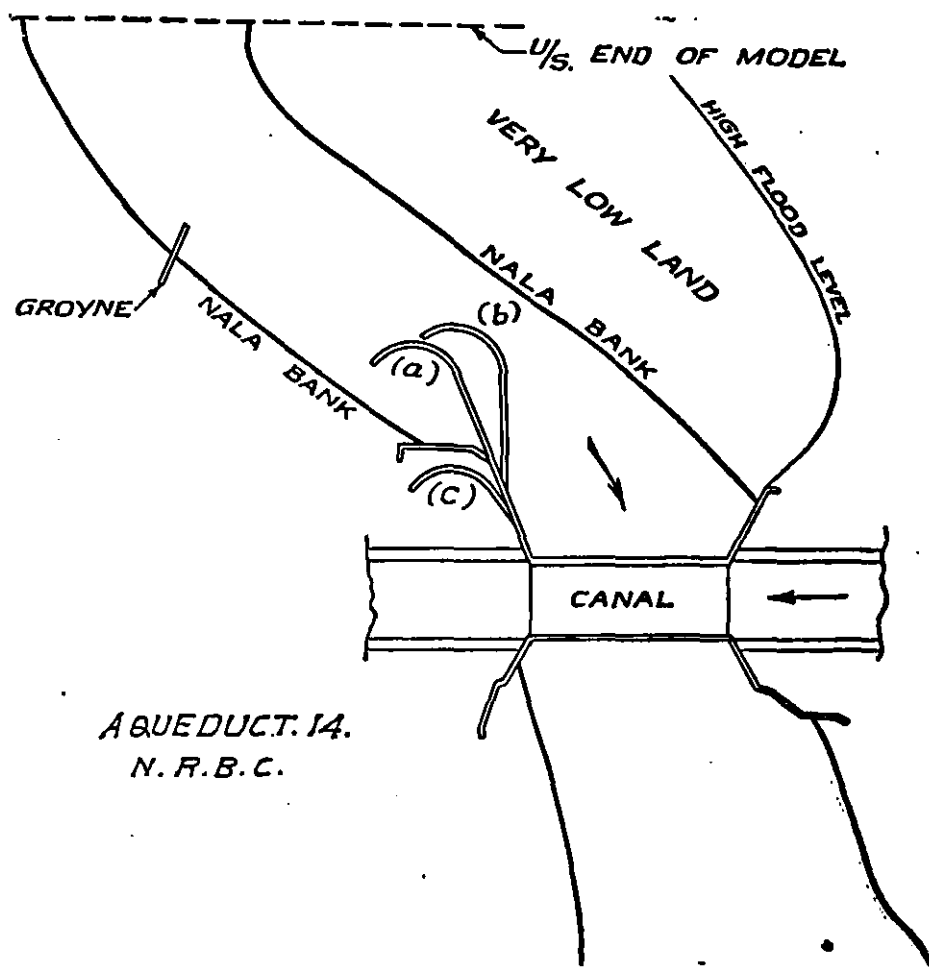 U/S. END OF MODEL
HIGH FLOOD LEVEL
VERY LOW LAND
NALA BANK
GROYNE
NALA BANK
(b)
(a)
(C)
CANAL
AQUEDUCT. 14.
N. R. B. C.